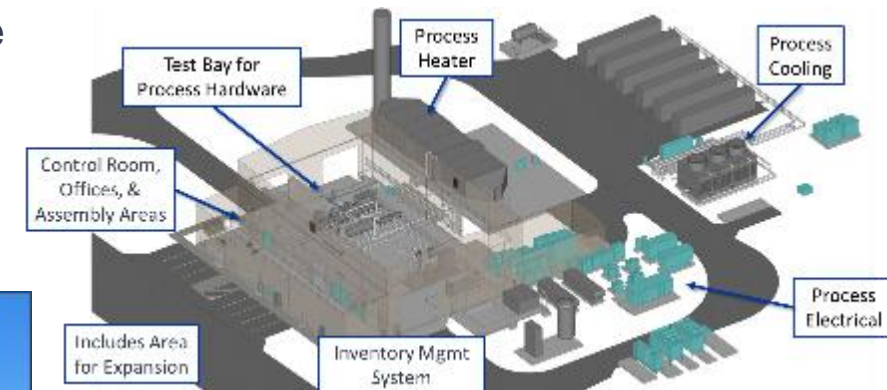 e
Process
Heater
Process
Cooling
Test Bay for
Process Hardware
Control Room,
Offices, &
Assembly Areas
Process
Electrical
Includes Area
for Expansion
Inventory Mgmt
System